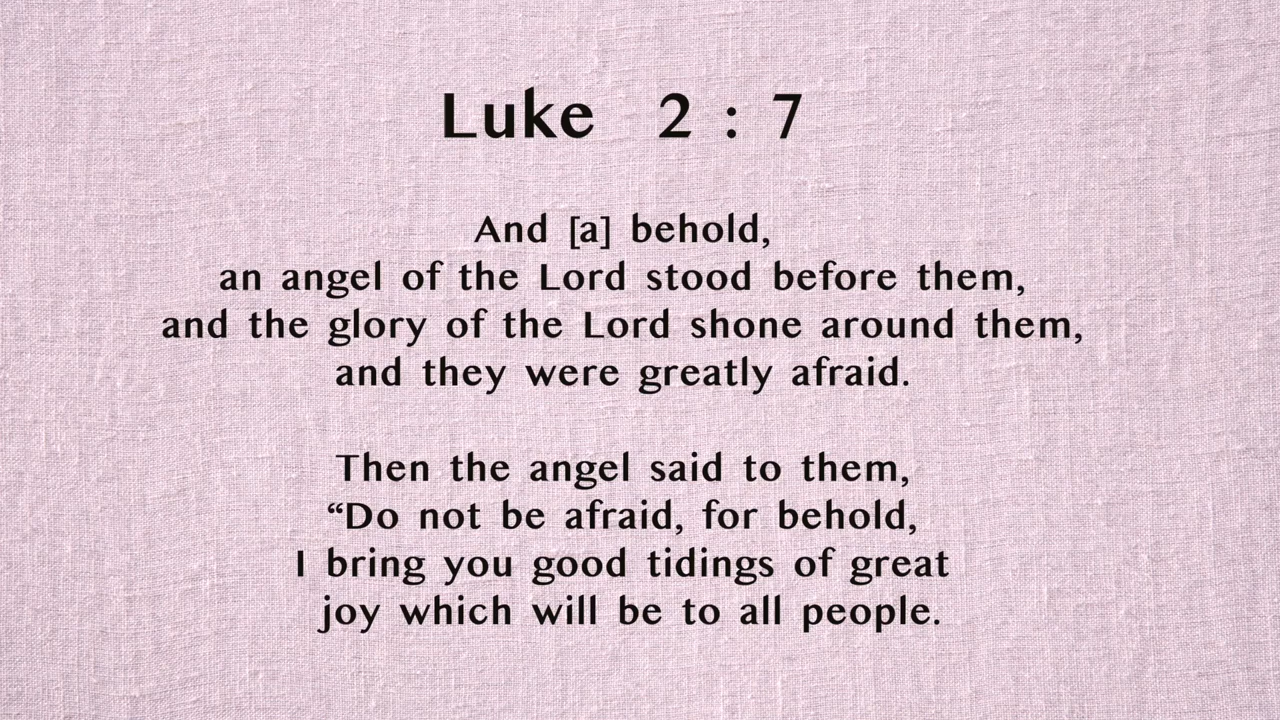 Luke 2 : 7
And [a] behold,
an angel of the Lord stood before them,
and the glory of the Lord shone around them,
and they were greatly afraid.
Then the angel said to them,
“Do not be afraid, for behold,
I bring you good tidings of great
joy which will be to all people.